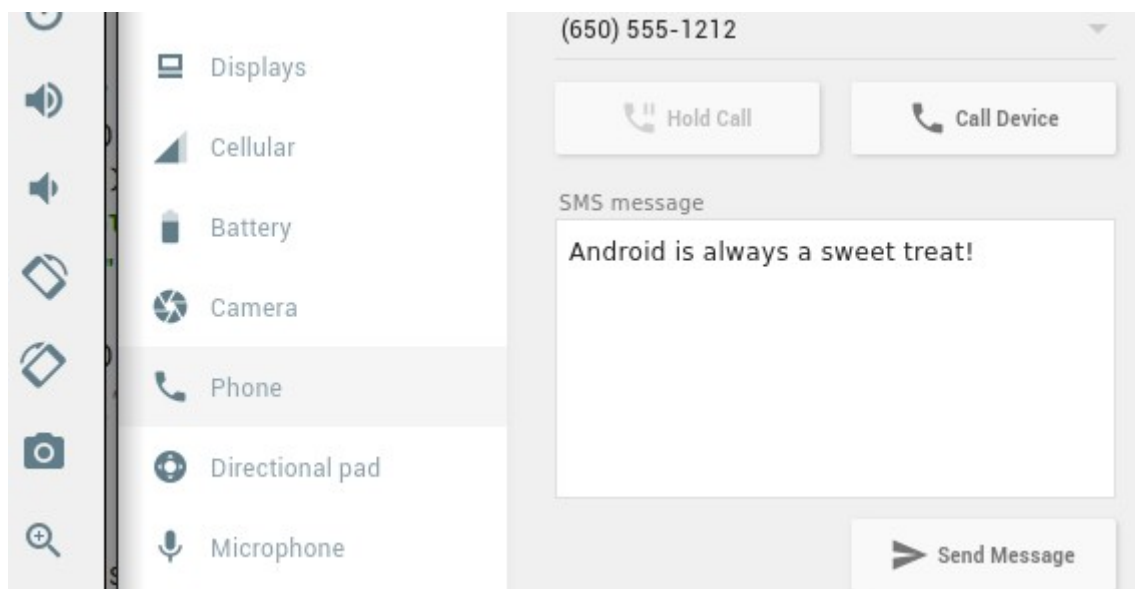 Displays
Cellular
Battery
Camera
Phone
Directional pad
Microphone
(650) 555-1212
Hold Call
Call Device
SMS message
Android is always a sweet treat!
Send Message